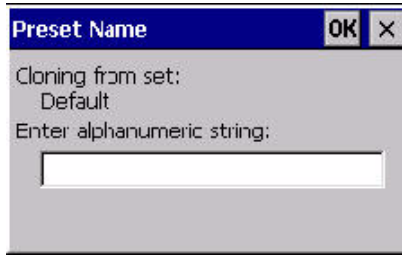 Preset Name OK ×
Cloning from set:
Default
Enter alphanumeric string: